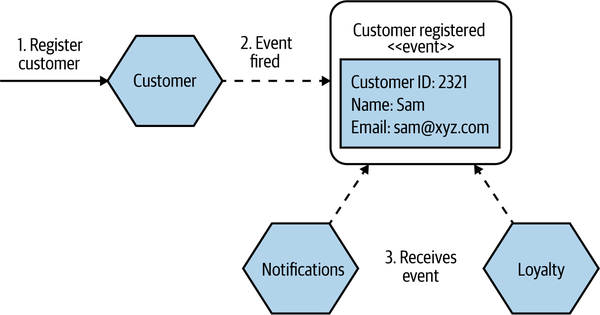 1. Register
customer
Customer
2. Event
fired
Customer registered
<<event>>
Customer ID: 2321
Name: Sam
Email: sam@xyz.com
Notifications
3. Receives
event
Loyalty